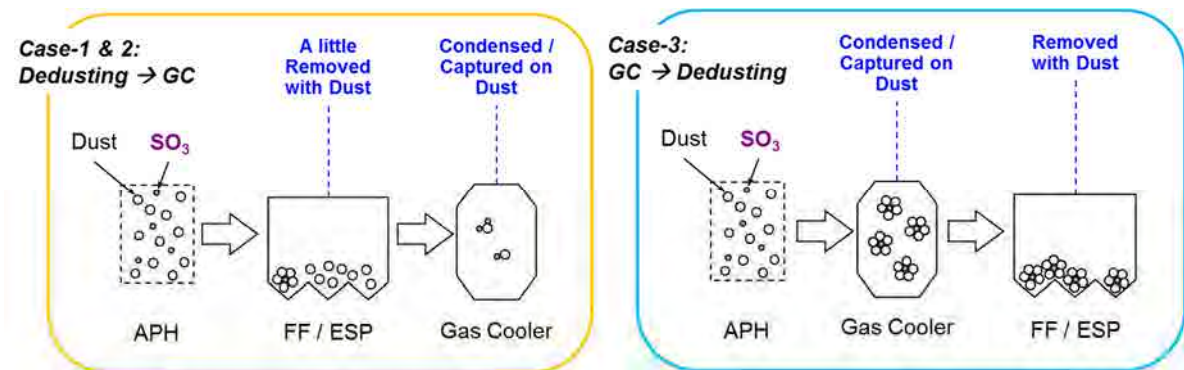 Case-1 & 2:
Dedusting → GC
A little
Removed
with Dust
Condensed /
Captured on
Dust
Dust
SO₃
APH
FF / ESP
Gas Cooler
Case-3:
GC → Dedusting
Condensed /
Captured on
Dust
Removed
with Dust
Dust
SO₃
APH
Gas Cooler
FF / ESP